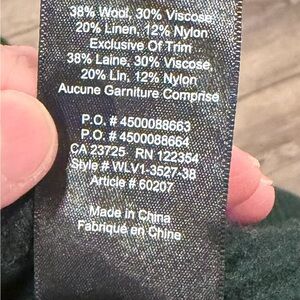 38% Wool, 30% Viscose,
20% Linen, 12% Nylon
Exclusive Of Trim
38% Laine, 30% Viscose,
20% Lin, 12% Nylon
Aucune Garniture Comprise
P.O. # 4500088663
P.O. # 4500088664
CA 23725 RN 122354
Style # WLV1-3527-38
Article # 60207
Made in China
Fabriqué en Chine